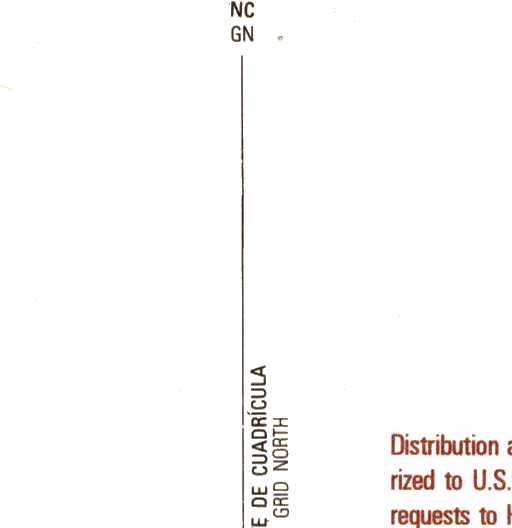 NC
GN
DE CUADRÍCULA
GRID NORTH
Distribution
rized to U.S.
requests to